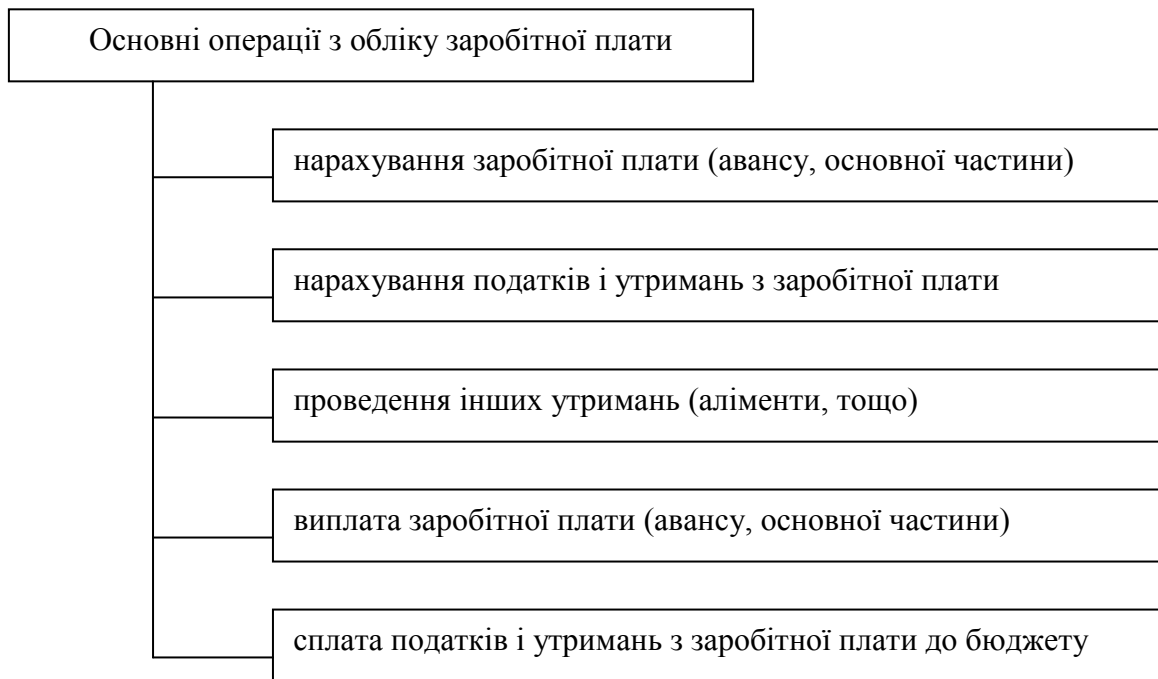 Основні операції з обліку заробітної плати
нарахування заробітної плати (авансу, основної частини)
нарахування податків і утримань з заробітної плати
проведення інших утримань (аліменти, тощо)
виплата заробітної плати (авансу, основної частини)
сплата податків і утримань з заробітної плати до бюджету